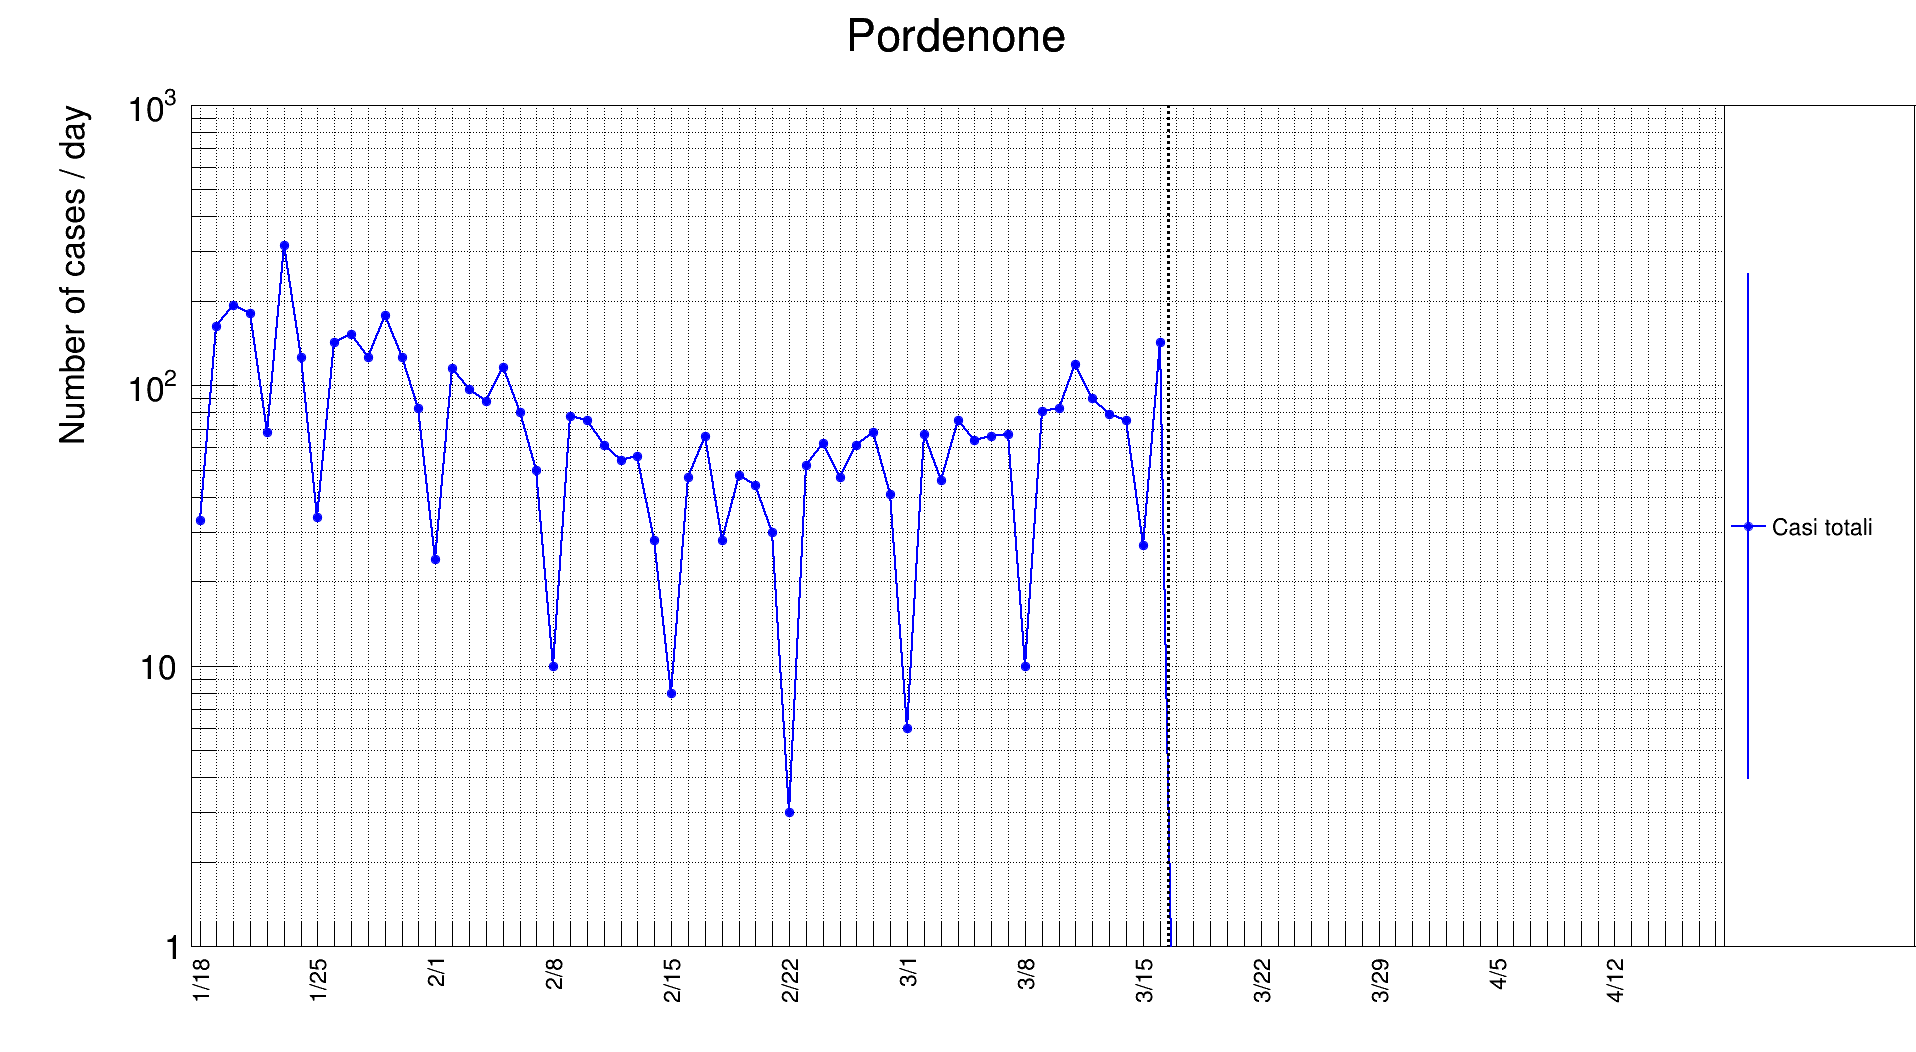 Pordenone
Number of cases / day
10³
10²
10
1
1/18 1/25 2/1 2/8 2/15 2/22 3/1 3/8 3/15 3/22 3/29 4/5 4/12
Casi totali